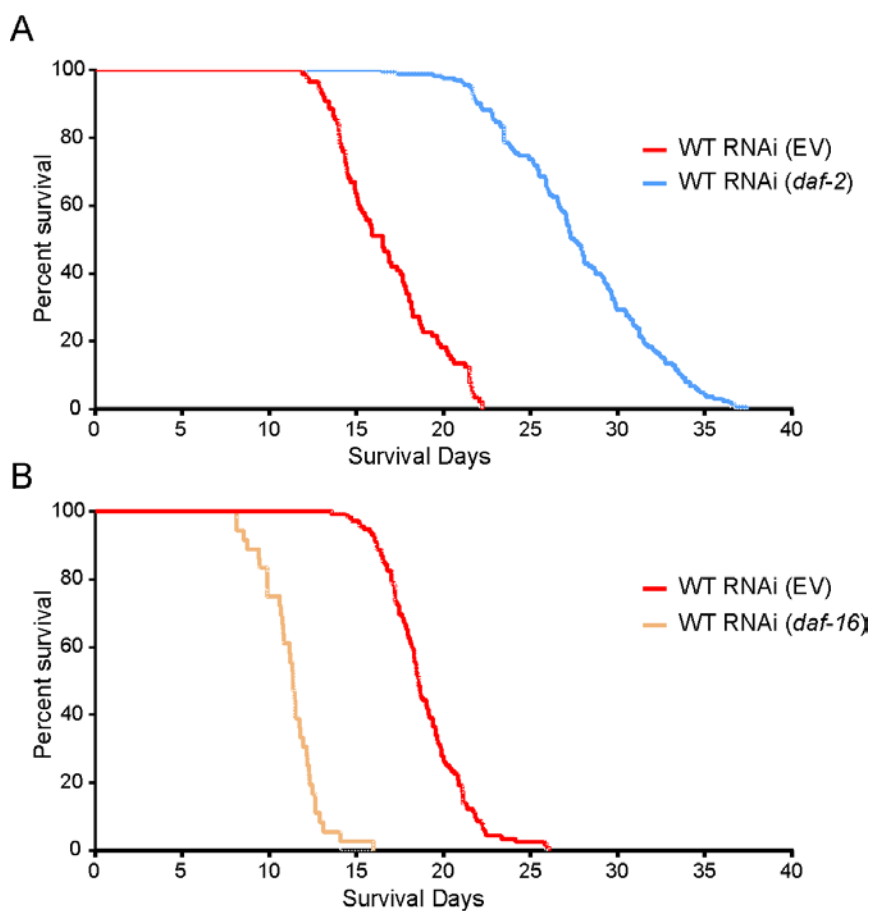 A
100
80
60
40
20
0
Percent survival
0 5 10 15 20 25 30 35 40
Survival Days
WT RNAi (EV)
WT RNAi (daf-2)
B
100
80
60
40
20
0
Percent survival
0 5 10 15 20 25 30 35 40
Survival Days
WT RNAi (EV)
WT RNAi (daf-16)